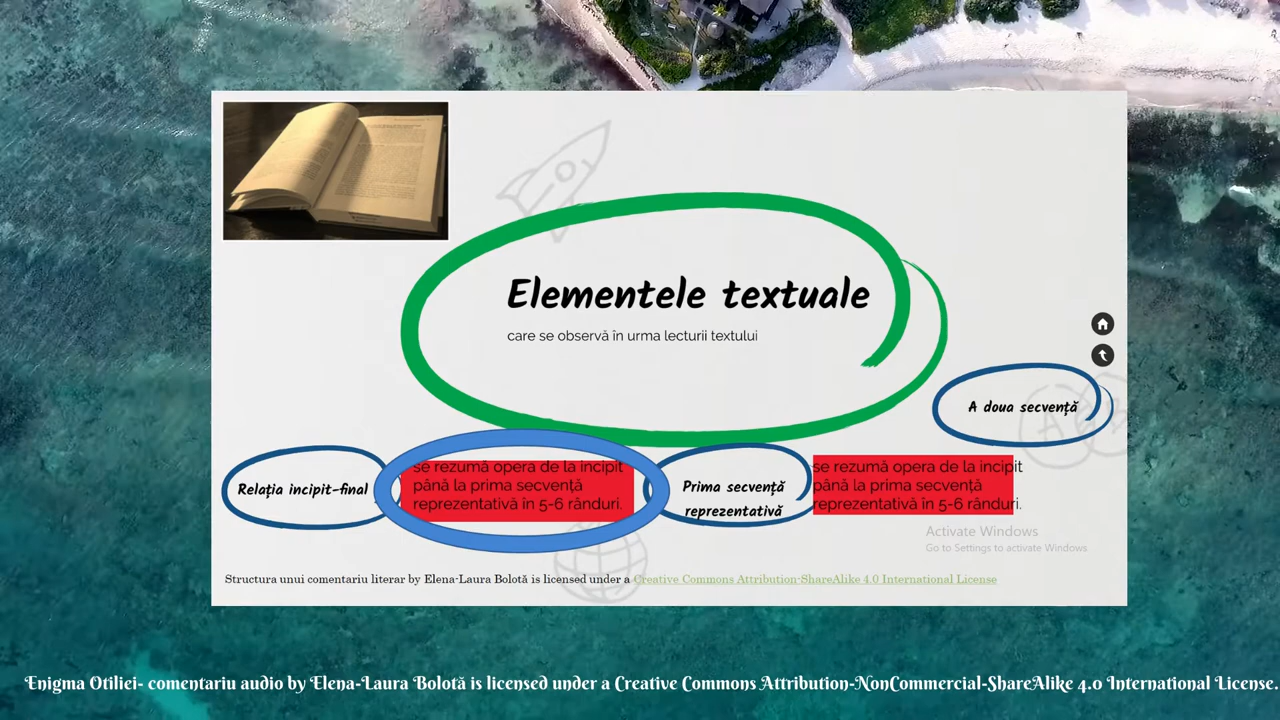 Elementele textuale
care se observă în urma lecturii textului
A doua secvență
Relația incipit-final
se rezumă opera de la incipit
până la prima secvență
reprezentativă în 5-6 rânduri.
Prima secvență
reprezentativă
se rezumă opera de la incipit
până la prima secvență
reprezentativă în 5-6 rânduri.
Activate Windows
Go to Settings to activate Windows.
Structura unui comentariu literar by Elena-Laura Bolotă is licensed under a Creative Commons Attribution-ShareAlike 4.0 International License
Enigma Otiliei- comentariu audio by Elena-Laura Bolotă is licensed under a Creative Commons Attribution-NonCommercial-ShareAlike 4.0 International License.